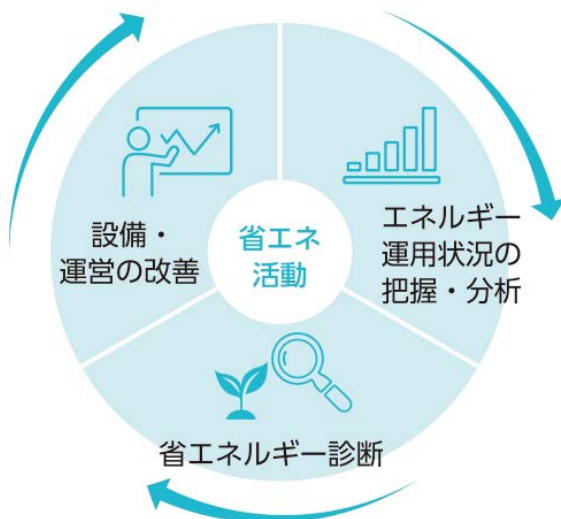 省エネ
活動
エネルギー
運用状況の
把握・分析
省エネルギー診断
設備・
運営の改善